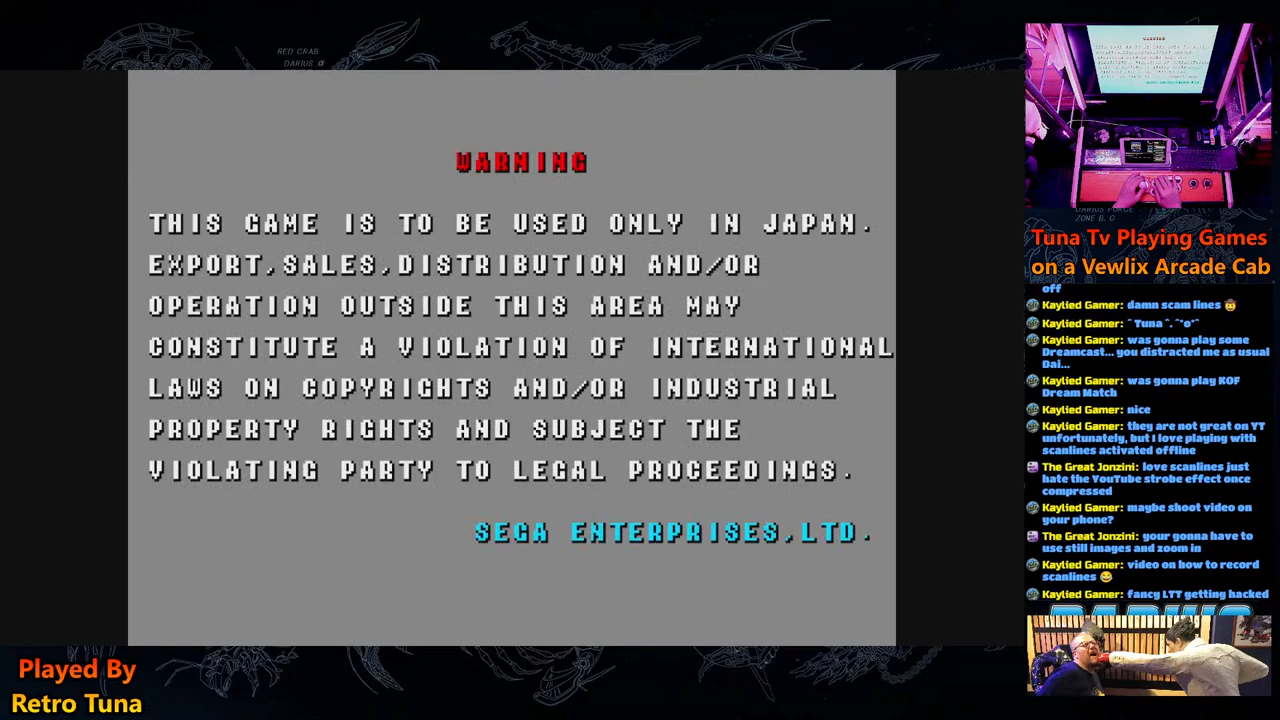 RED CRAB
DARIUS α
WARNING
THIS GAME IS TO BE USED ONLY IN JAPAN.
EXPORT,SALES,DISTRIBUTION AND/OR
OPERATION OUTSIDE THIS AREA MAY
CONSTITUTE A VIOLATION OF INTERNATIONAL
LAWS ON COPYRIGHTS AND/OR INDUSTRIAL
PROPERTY RIGHTS AND SUBJECT THE
VIOLATING PARTY TO LEGAL PROCEEDINGS.
SEGA ENTERPRISES,LTD.
Played By
Retro Tuna
ZONE B. C
Tuna Tv Playing Games
on a Vewlix Arcade Cab
off
Kaylied Gamer: damn scam lines 🤠
Kaylied Gamer: ^ Tuna ^. ^*o*^
Kaylied Gamer: was gonna play some
Dreamcast... you distracted me as usual
Dai...
Kaylied Gamer: was gonna play KOF
Dream Match
Kaylied Gamer: nice
Kaylied Gamer: they are not great on YT
unfortunately, but I love playing with
scanlines activated offline
The Great Jonzini: love scanlines just
hate the YouTube strobe effect once
compressed
Kaylied Gamer: maybe shoot video on
your phone?
The Great Jonzini: your gonna have to
use still images and zoom in
Kaylied Gamer: video on how to record
scanlines 😂
Kaylied Gamer: fancy LTT getting hacked